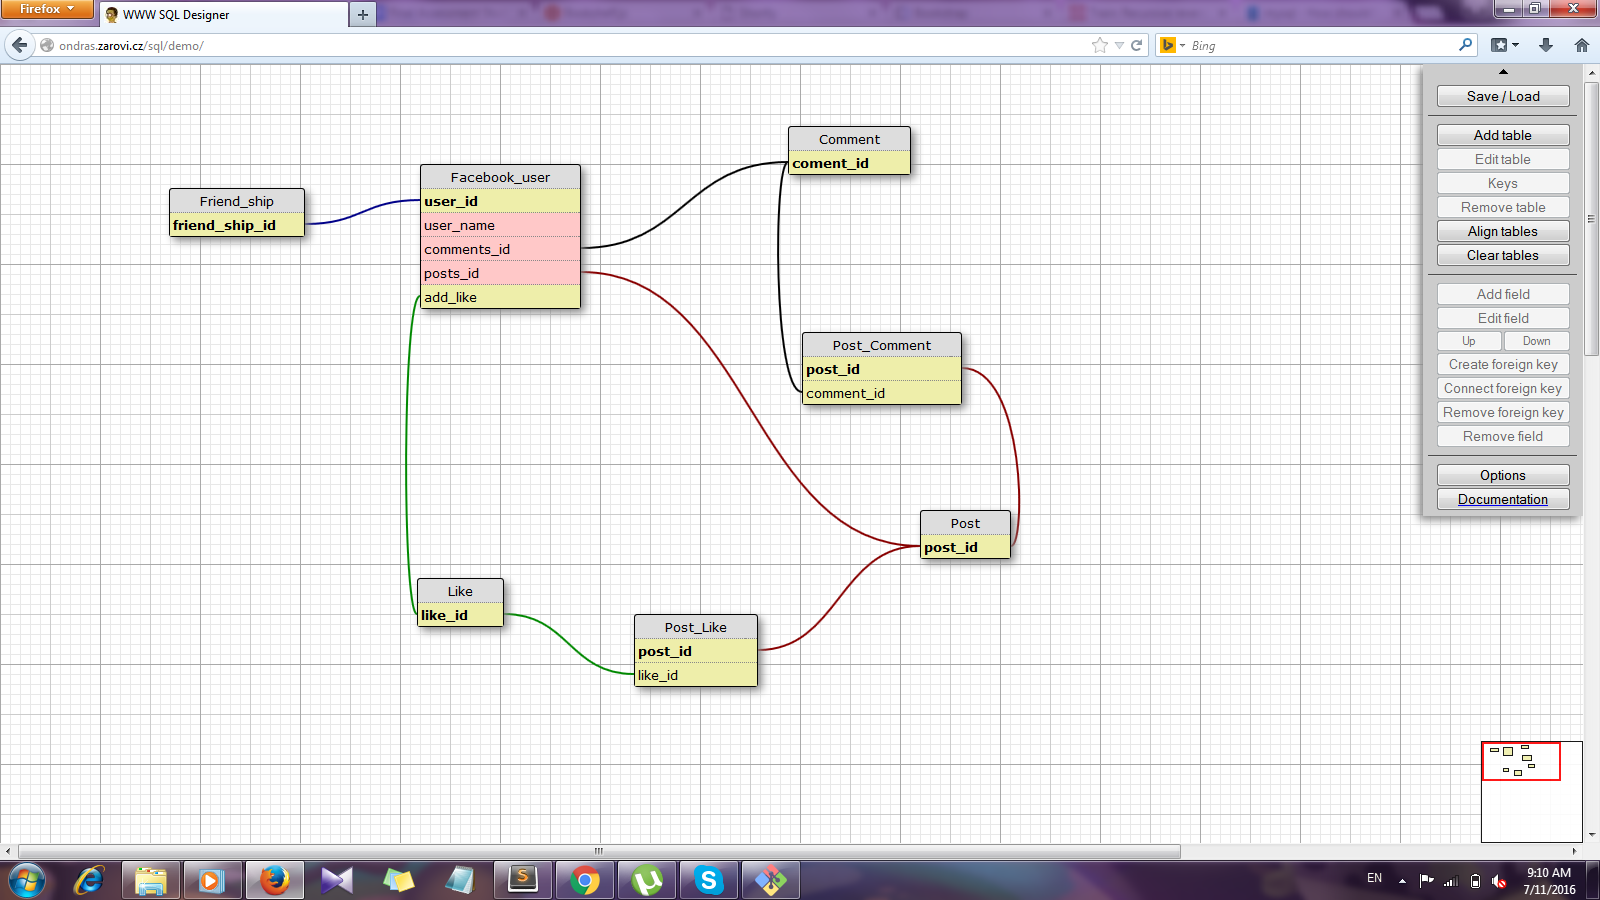 Firefox
WWW SQL Designer
ondras.zarovi.cz/sql/demo/
Bing
Save / Load
Add table
Edit table
Keys
Remove table
Align tables
Clear tables
Add field
Edit field
Up Down
Create foreign key
Connect foreign key
Remove foreign key
Remove field
Options
Documentation
Comment
coment_id
Facebook_user
user_id
user_name
comments_id
posts_id
add_like
Friend_ship
friend_ship_id
Post_Comment
post_id
comment_id
Post
post_id
Like
like_id
Post_Like
post_id
like_id
EN
9:10 AM
7/11/2016